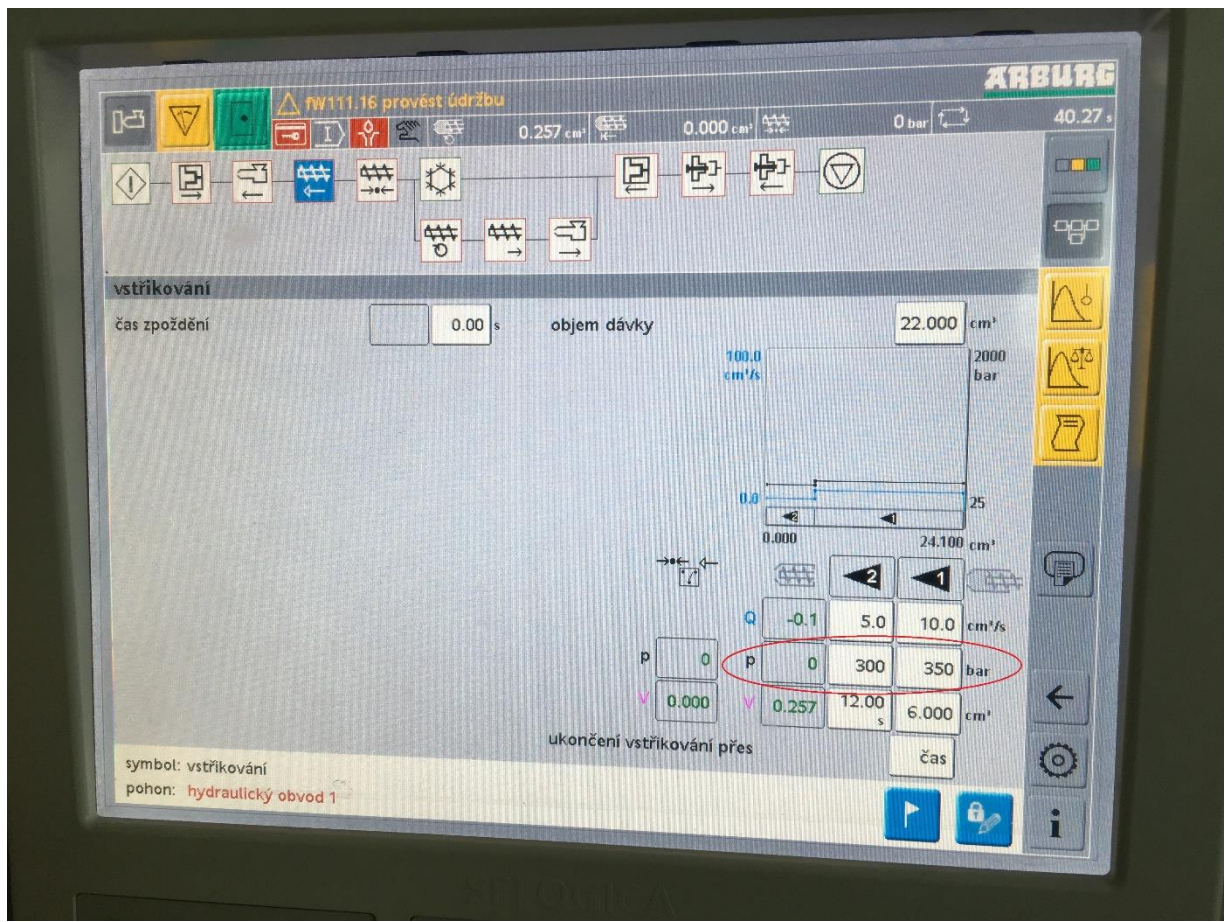 ARBURG
fW111.16 provést údržbu
0.257 cm³ 0.000 cm³ 0 bar 40.27 s
vstřikování
čas zpoždění 0.00 s objem dávky 22.000 cm³
100.0 2000
cm³/s bar
0.0 25
2 1
0.000 24.100 cm³
2 1
Q -0.1 5.0 10.0 cm³/s
p 0 p 0 300 350 bar
V 0.000 V 0.257 12.00 s 6.000 cm³
ukončení vstřikování přes čas
symbol: vstřikování
pohon: hydraulický obvod 1
i